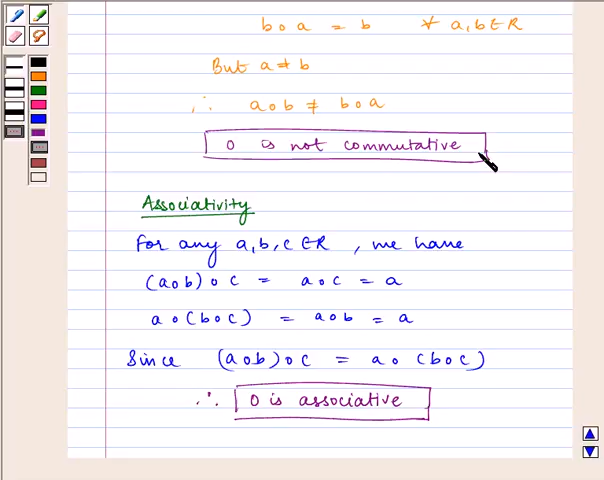 b o a = b ∀ a, b ∈ R
But a ≠ b
∴ a o b ≠ b o a
o is not commutative
Associativity
For any a, b, c ∈ R , we have
(a o b) o c = a o c = a
a o (b o c) = a o b = a
Since (a o b) o c = a o (b o c)
∴ o is associative